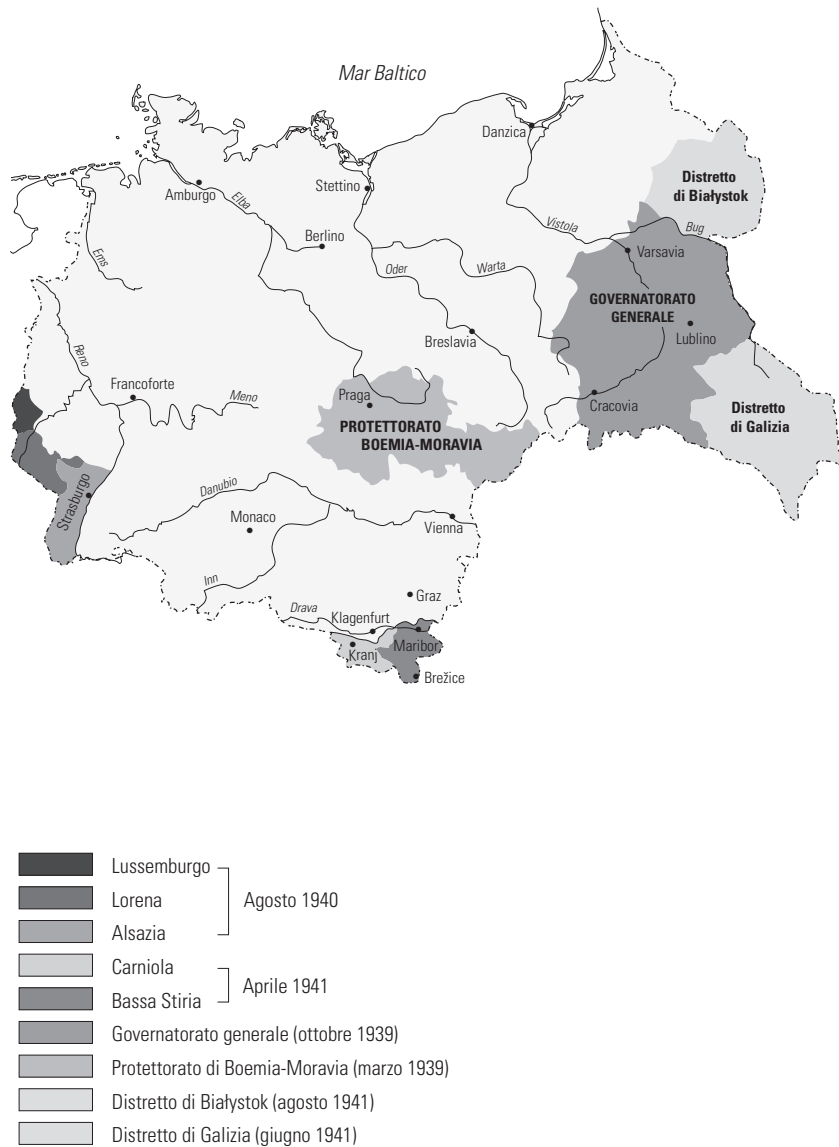 Mar Baltico
Danzica
Distretto
di Białystok
Amburgo
Elba
Stettino
Berlino
Ems
Vistola
Bug
Varsavia
Oder
Warta
GOVERNATORATO
GENERALE
Lublino
Breslavia
Reno
Francoforte
Meno
Praga
PROTETTORATO
BOEMIA-MORAVIA
Cracovia
Distretto
di Galizia
Strasburgo
Danubio
Monaco
Vienna
Inn
Graz
Drava
Klagenfurt
Maribor
Kranj
Brežice
Lussemburgo
Lorena
Agosto 1940
Alsazia
Carniola
Aprile 1941
Bassa Stiria
Governatorato generale (ottobre 1939)
Protettorato di Boemia-Moravia (marzo 1939)
Distretto di Białystok (agosto 1941)
Distretto di Galizia (giugno 1941)